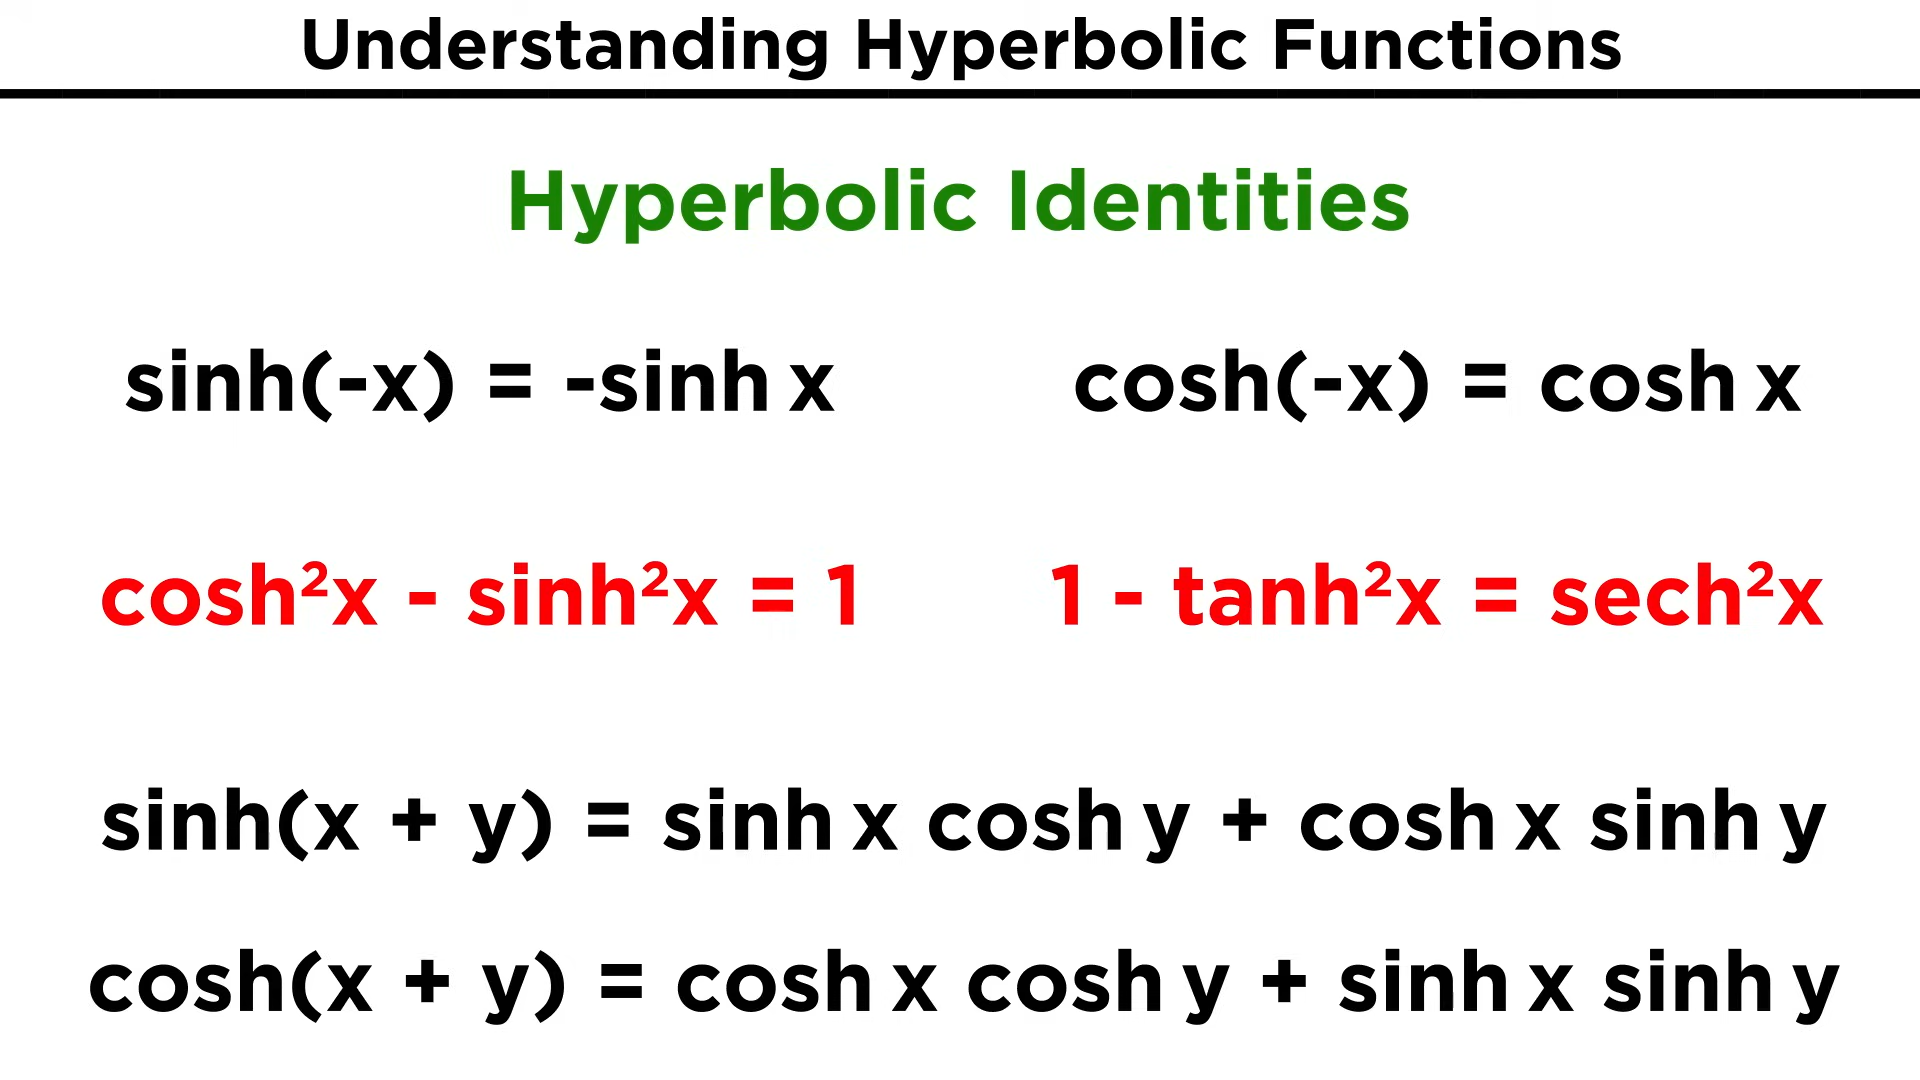 Understanding Hyperbolic Functions
Hyperbolic Identities
sinh(-x) = -sinh x
cosh(-x) = cosh x
cosh²x - sinh²x = 1
1 - tanh²x = sech²x
sinh(x + y) = sinh x cosh y + cosh x sinh y
cosh(x + y) = cosh x cosh y + sinh x sinh y